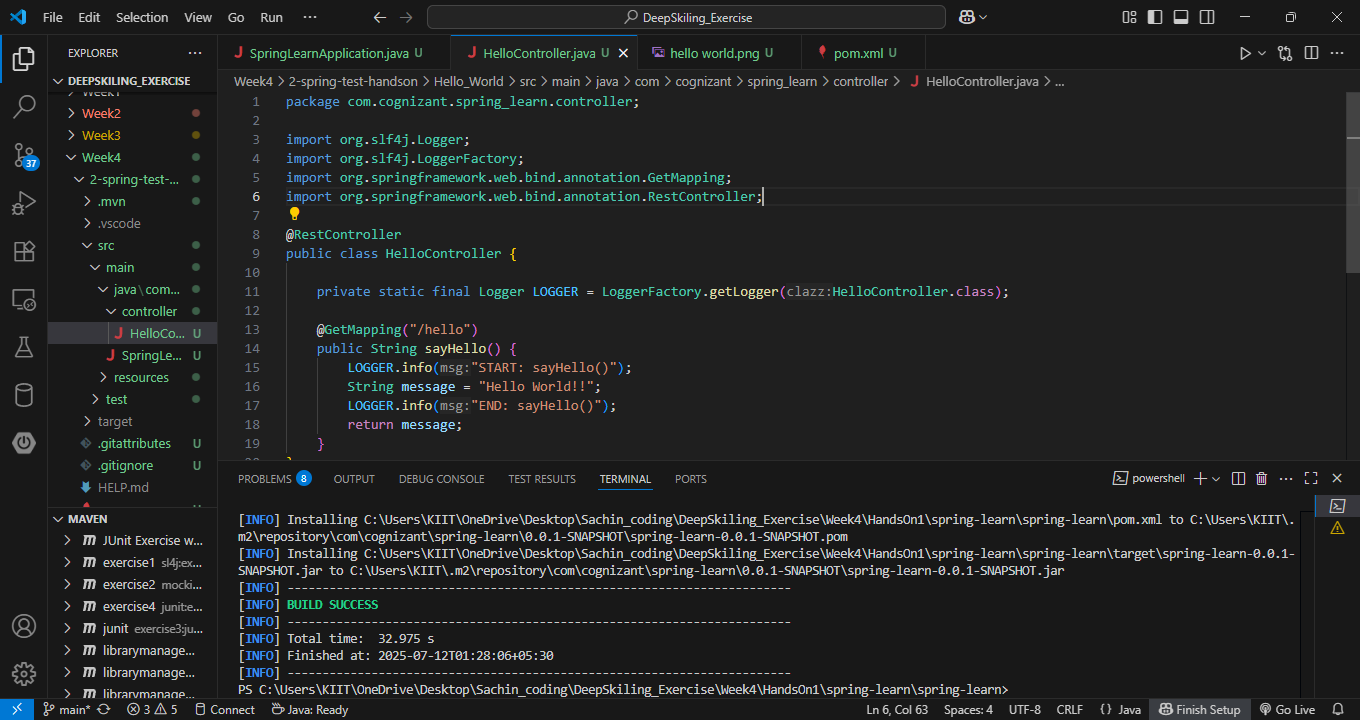 File Edit Selection View Go Run ··· DeepSkiling_Exercise
EXPLORER ···
DEEPSKILING_EXERCISE
Week1
Week2
Week3
Week4
2-spring-test-...
.mvn
.vscode
src
main
java\com...
controller
J HelloCo... U
J SpringLe... U
resources
test
target
.gitattributes U
.gitignore U
HELP.md
MAVEN
m JUnit Exercise w...
m exercise1 sl4j:ex...
m exercise2 mocki...
m exercise4 junit:e...
m junit exercise3:ju...
m librarymanage...
m librarymanage...
m librarymanage...
37
J SpringLearnApplication.java U J HelloController.java U hello world.png U pom.xml U
Week4 > 2-spring-test-handson > Hello_World > src > main > java > com > cognizant > spring_learn > controller > J HelloController.java > ...
1 package com.cognizant.spring_learn.controller;
2
3 import org.slf4j.Logger;
4 import org.slf4j.LoggerFactory;
5 import org.springframework.web.bind.annotation.GetMapping;
6 import org.springframework.web.bind.annotation.RestController;
7
8 @RestController
9 public class HelloController {
10
11 private static final Logger LOGGER = LoggerFactory.getLogger(clazz:HelloController.class);
12
13 @GetMapping("/hello")
14 public String sayHello() {
15 LOGGER.info(msg:"START: sayHello()");
16 String message = "Hello World!!";
17 LOGGER.info(msg:"END: sayHello()");
18 return message;
19 }
20 }
PROBLEMS 8 OUTPUT DEBUG CONSOLE TEST RESULTS TERMINAL PORTS powershell ···
[INFO] Installing C:\Users\KIIT\OneDrive\Desktop\Sachin_coding\DeepSkiling_Exercise\Week4\HandsOn1\spring-learn\spring-learn\pom.xml to C:\Users\KIIT\.
m2\repository\com\cognizant\spring-learn\0.0.1-SNAPSHOT\spring-learn-0.0.1-SNAPSHOT.pom
[INFO] Installing C:\Users\KIIT\OneDrive\Desktop\Sachin_coding\DeepSkiling_Exercise\Week4\HandsOn1\spring-learn\spring-learn\target\spring-learn-0.0.1-
SNAPSHOT.jar to C:\Users\KIIT\.m2\repository\com\cognizant\spring-learn\0.0.1-SNAPSHOT\spring-learn-0.0.1-SNAPSHOT.jar
[INFO] ------------------------------------------------------------------------
[INFO] BUILD SUCCESS
[INFO] ------------------------------------------------------------------------
[INFO] Total time:  32.975 s
[INFO] Finished at: 2025-07-12T01:28:06+05:30
[INFO] ------------------------------------------------------------------------
PS C:\Users\KIIT\OneDrive\Desktop\Sachin_coding\DeepSkiling_Exercise\Week4\HandsOn1\spring-learn\spring-learn>
main* 3 5 Connect Java: Ready Ln 6, Col 63 Spaces: 4 UTF-8 CRLF {} Java Finish Setup Go Live